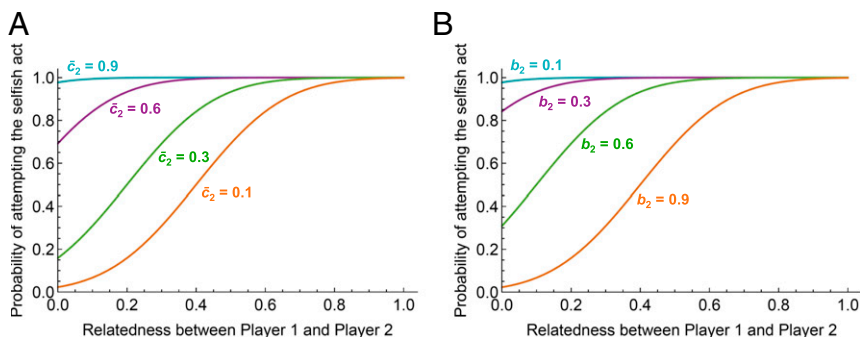 A
Probability of attempting the selfish act
1.0
0.8
0.6
0.4
0.2
0.0
c̄₂ = 0.9
c̄₂ = 0.6
c̄₂ = 0.3
c̄₂ = 0.1
0.0 0.2 0.4 0.6 0.8 1.0
Relatedness between Player 1 and Player 2
B
Probability of attempting the selfish act
1.0
0.8
0.6
0.4
0.2
0.0
b₂ = 0.1
b₂ = 0.3
b₂ = 0.6
b₂ = 0.9
0.0 0.2 0.4 0.6 0.8 1.0
Relatedness between Player 1 and Player 2